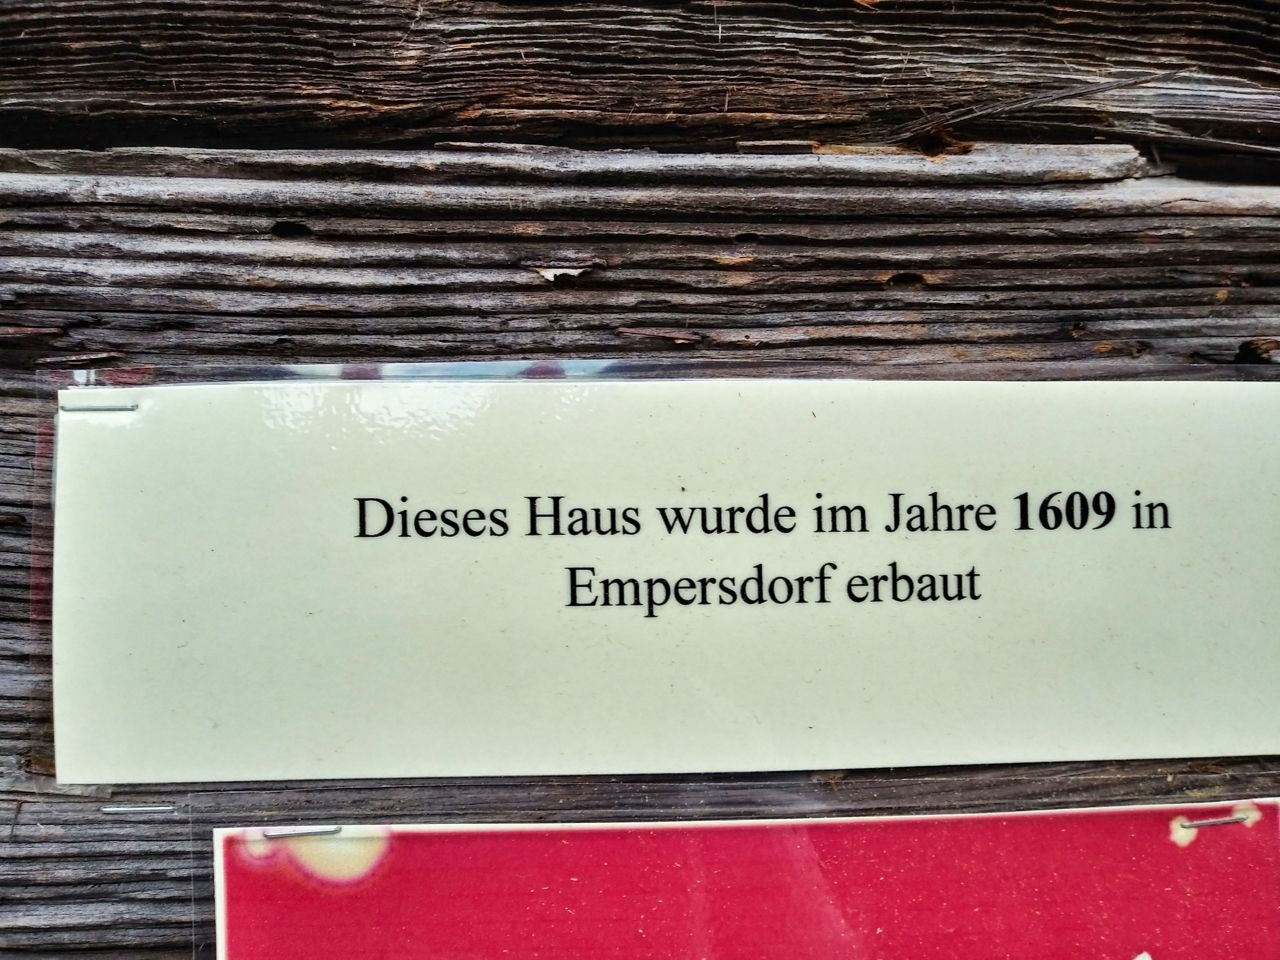 Dieses Haus wurde im Jahre 1609 in
Empersdorf erbaut